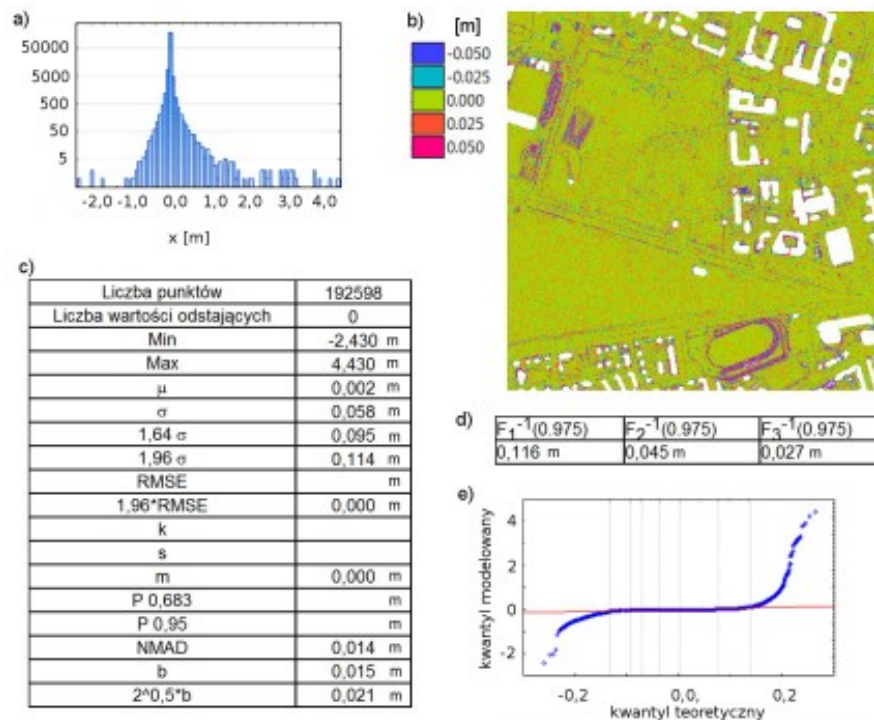 a)
50000
5000
500
50
5
-2,0 -1,0 0,0 1,0 2,0 3,0 4,0
x [m]
b)
[m]
-0.050
-0.025
0.000
0.025
0.050
c)
Liczba punktów 192598
Liczba wartości odstających 0
Min -2,430 m
Max 4,430 m
μ 0,002 m
σ 0,058 m
1,64 σ 0,095 m
1,96 σ 0,114 m
RMSE m
1,96*RMSE 0,000 m
k
s
m 0,000 m
P 0,683 m
P 0,95 m
NMAD 0,014 m
b 0,015 m
2^0,5*b 0,021 m
d)
F₁⁻¹(0.975) F₂⁻¹(0.975) F₃⁻¹(0.975)
0,116 m 0,045 m 0,027 m
e)
kwantyl modelowany
4
2
0
-2
-0,2 0,0, 0,2
kwantyl teoretyczny